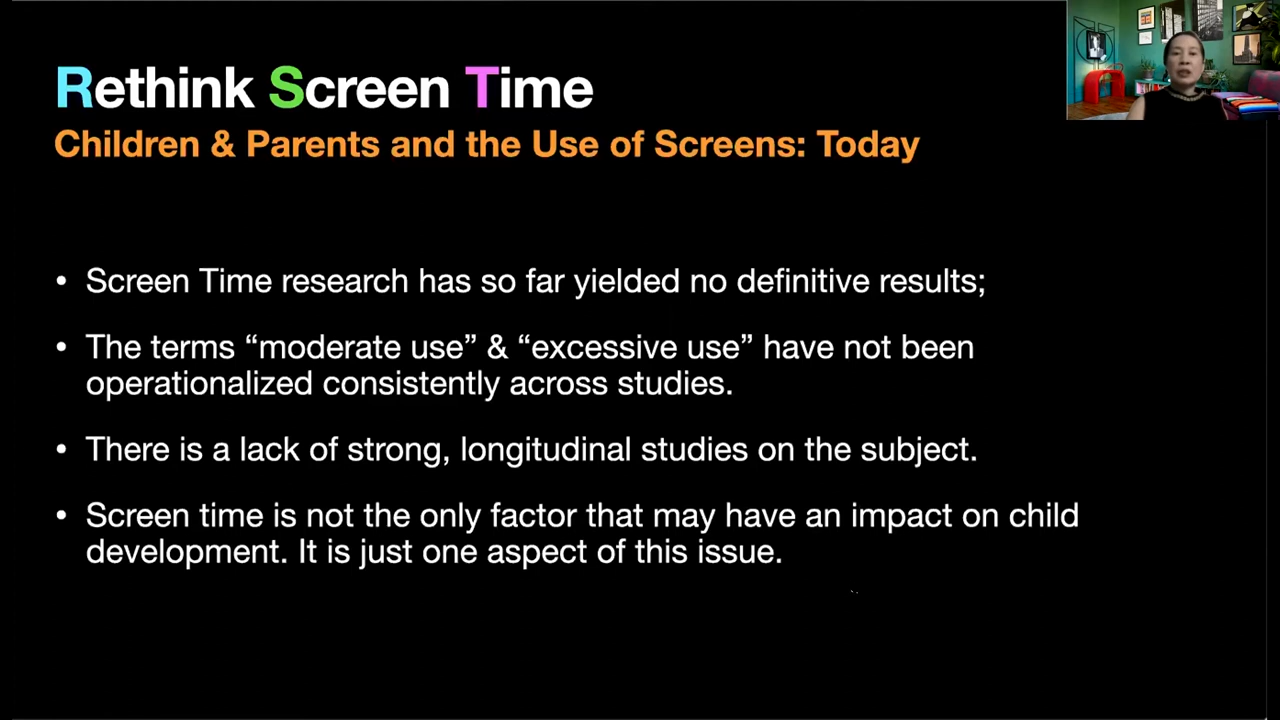 Rethink Screen Time
Children & Parents and the Use of Screens: Today
• Screen Time research has so far yielded no definitive results;
• The terms “moderate use” & “excessive use” have not been
operationalized consistently across studies.
• There is a lack of strong, longitudinal studies on the subject.
• Screen time is not the only factor that may have an impact on child
development. It is just one aspect of this issue.